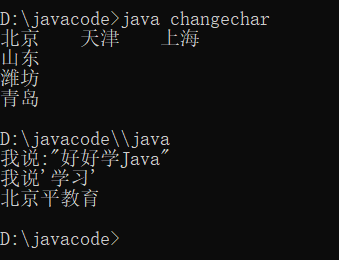 D:\javacode>java changechar
北京    天津    上海
山东
潍坊
青岛
D:\javacode\\java
我说:"好好学Java"
我说'学习'
北京平教育
D:\javacode>